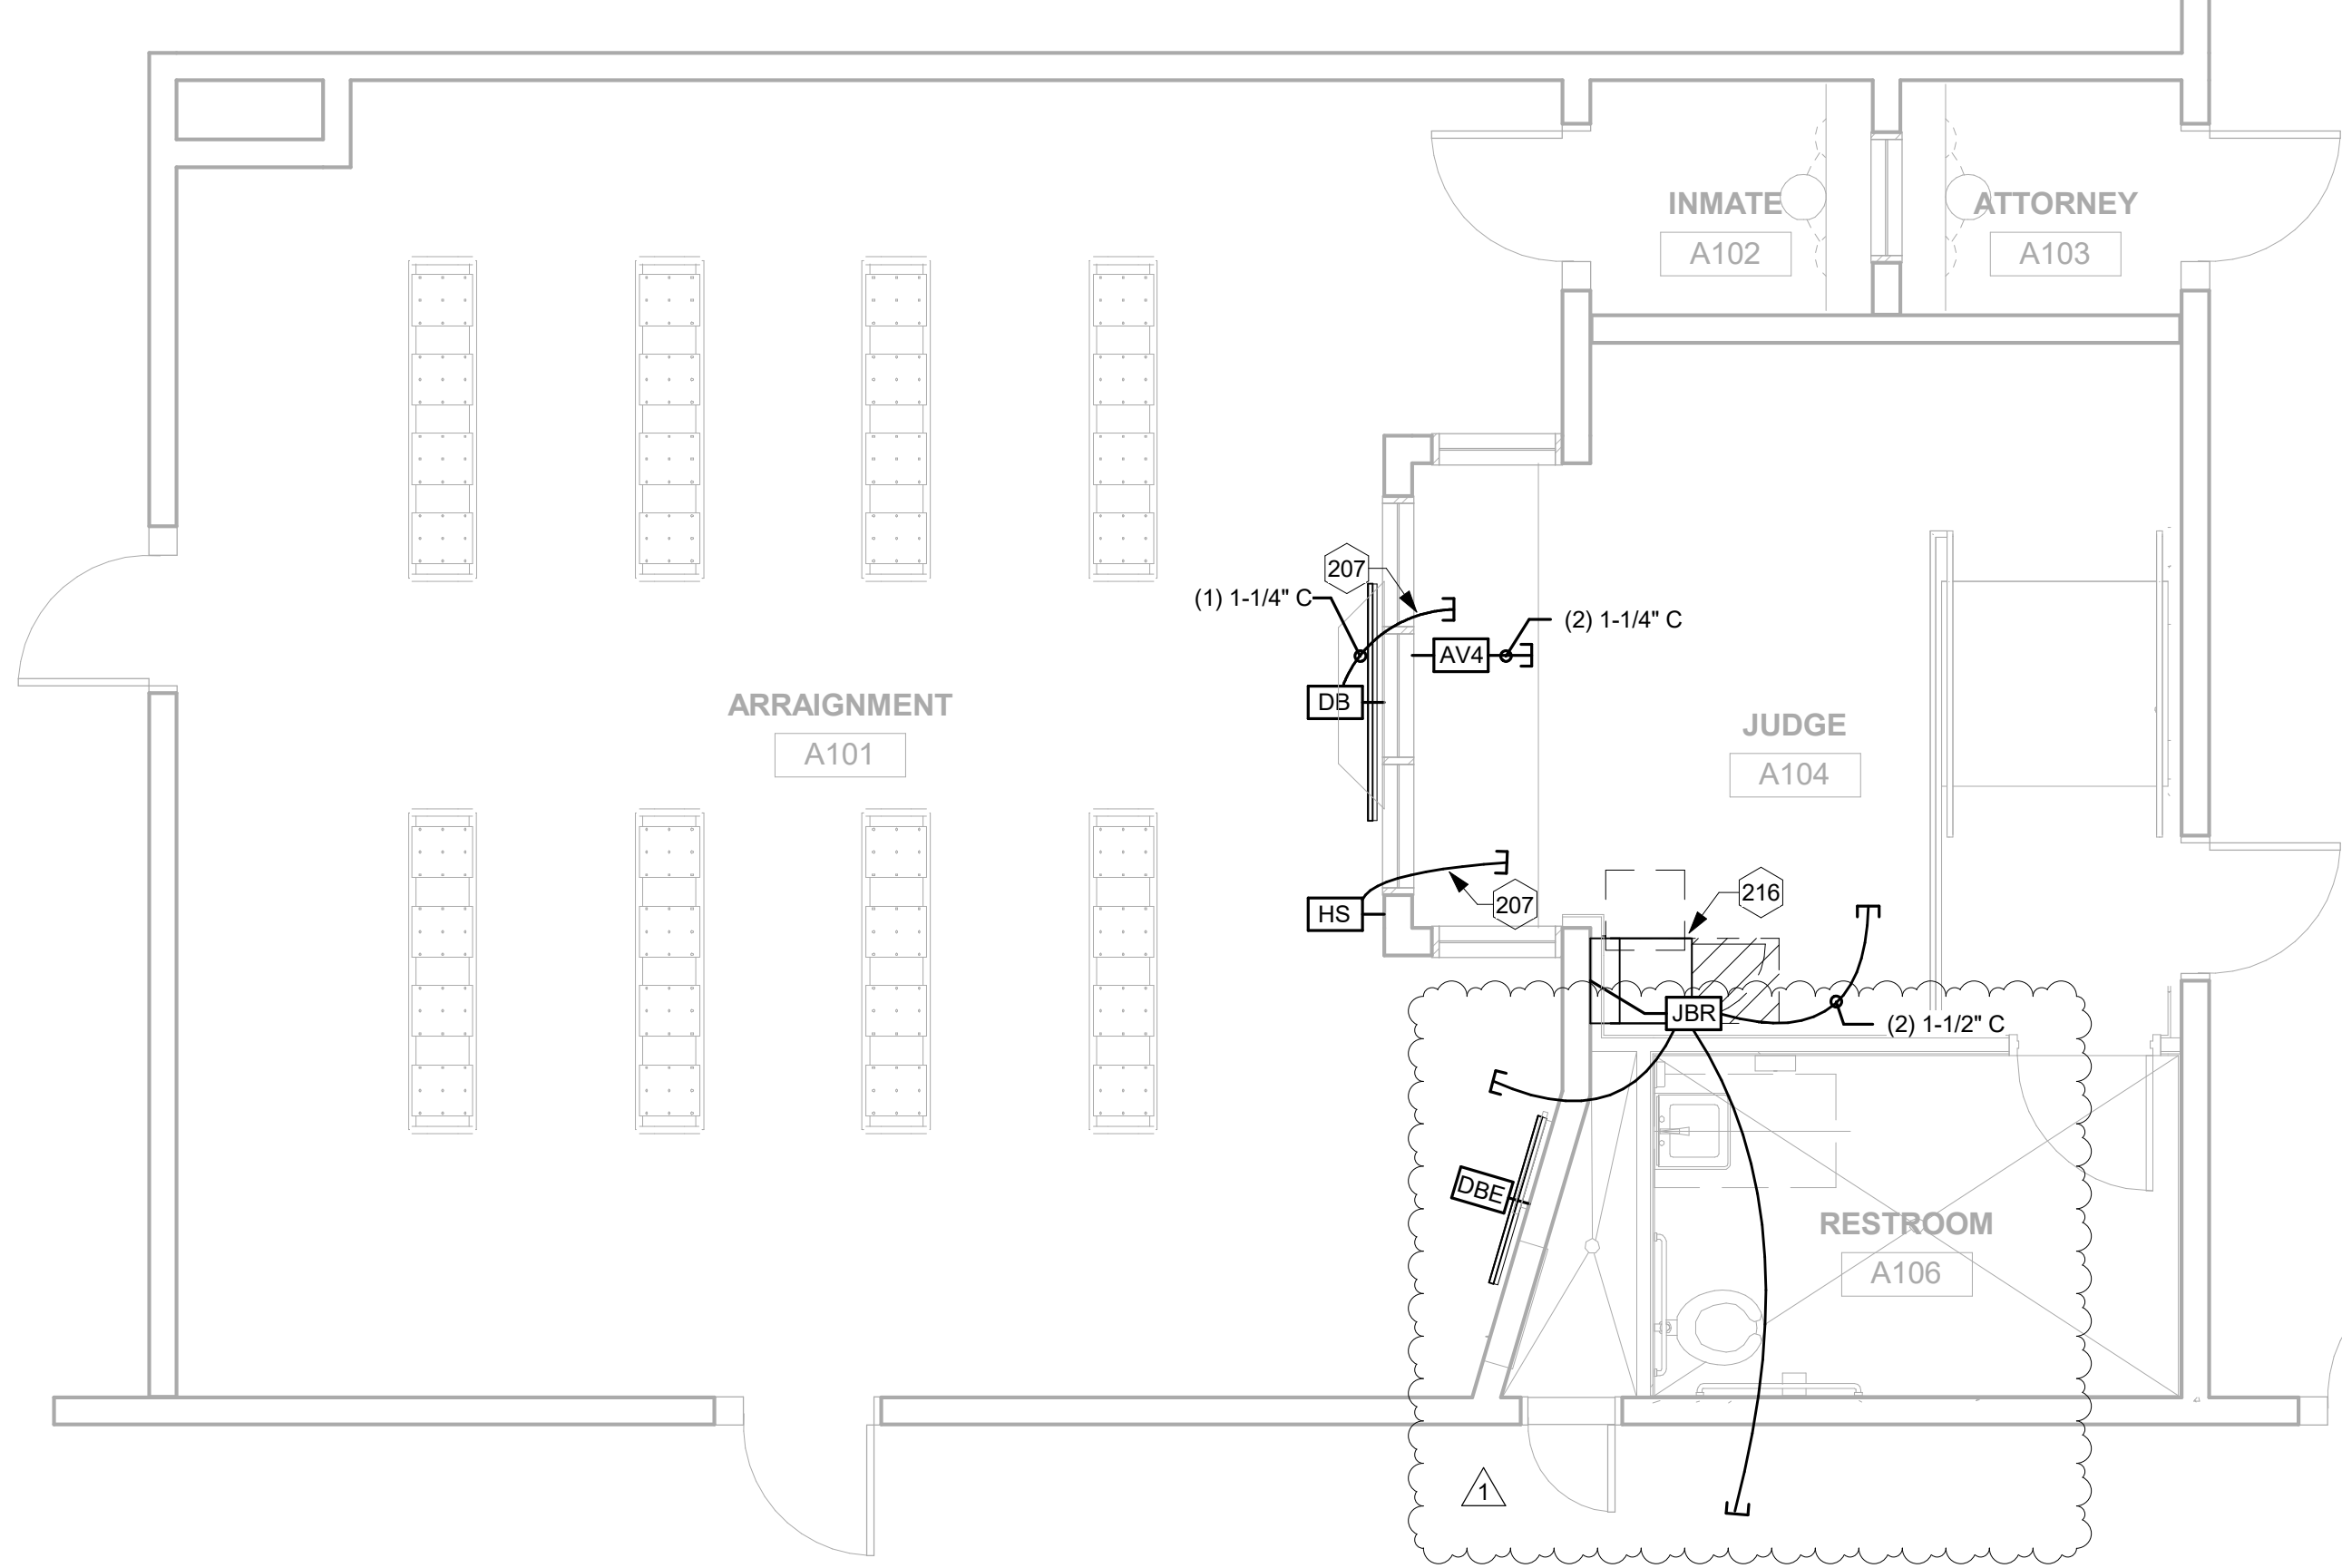 INMATE
A102
ATTORNEY
A103
207
(1) 1-1/4" C
(2) 1-1/4" C
AV4
DB
ARRAIGNMENT
A101
JUDGE
A104
HS
207
216
JBR
(2) 1-1/2" C
DBE
RESTROOM
A106
1